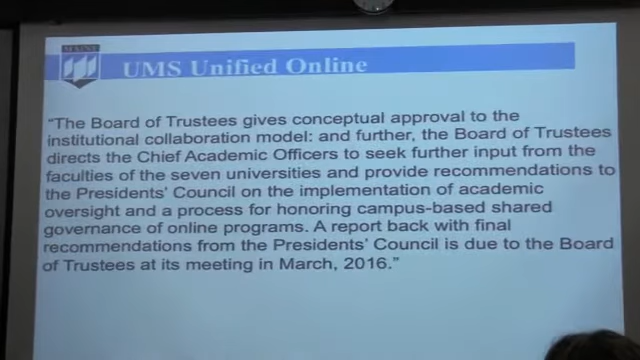 MAINE
UMS Unified Online
“The Board of Trustees gives conceptual approval to the
institutional collaboration model: and further, the Board of Trustees
directs the Chief Academic Officers to seek further input from the
faculties of the seven universities and provide recommendations to
the Presidents’ Council on the implementation of academic
oversight and a process for honoring campus-based shared
governance of online programs. A report back with final
recommendations from the Presidents’ Council is due to the Board
of Trustees at its meeting in March, 2016.”